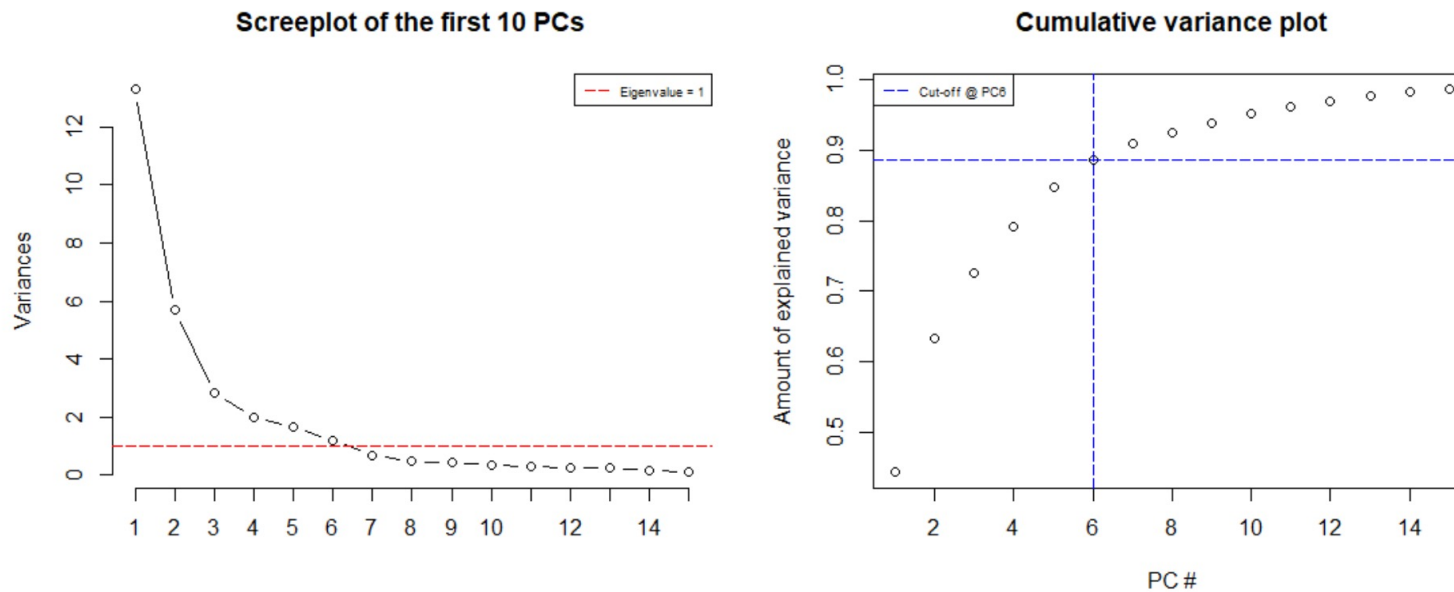 Screeplot of the first 10 PCs
Eigenvalue = 1
Variances
12
10
8
6
4
2
0
1 2 3 4 5 6 7 8 9 10 12 14
Cumulative variance plot
Cut-off @ PC6
Amount of explained variance
1.0
0.9
0.8
0.7
0.6
0.5
2 4 6 8 10 12 14
PC #